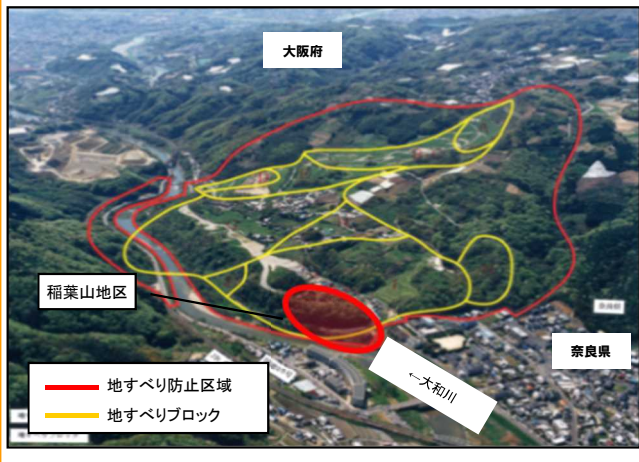 大阪府
稲葉山地区
奈良県
←大和川
地すべり防止区域
地すべりブロック